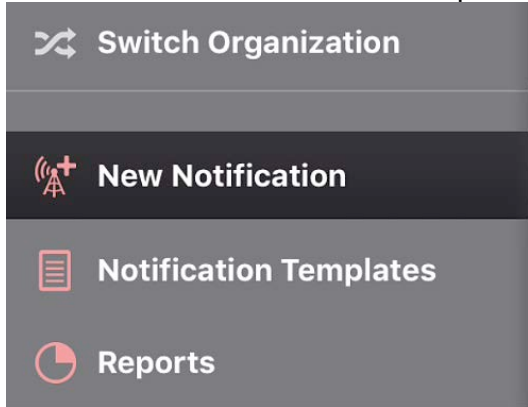 Switch Organization
New Notification
Notification Templates
Reports